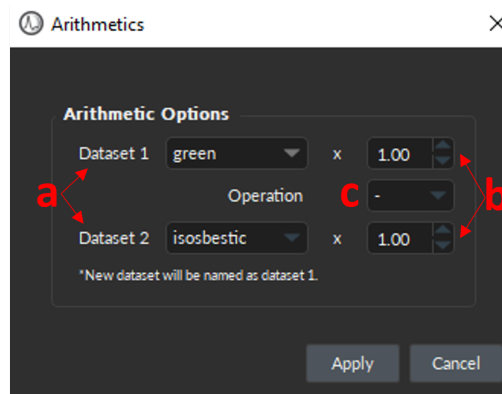 Arithmetics
Arithmetic Options
Dataset 1 green x 1.00
a Operation c - b
Dataset 2 isosbestic x 1.00
*New dataset will be named as dataset 1.
Apply Cancel